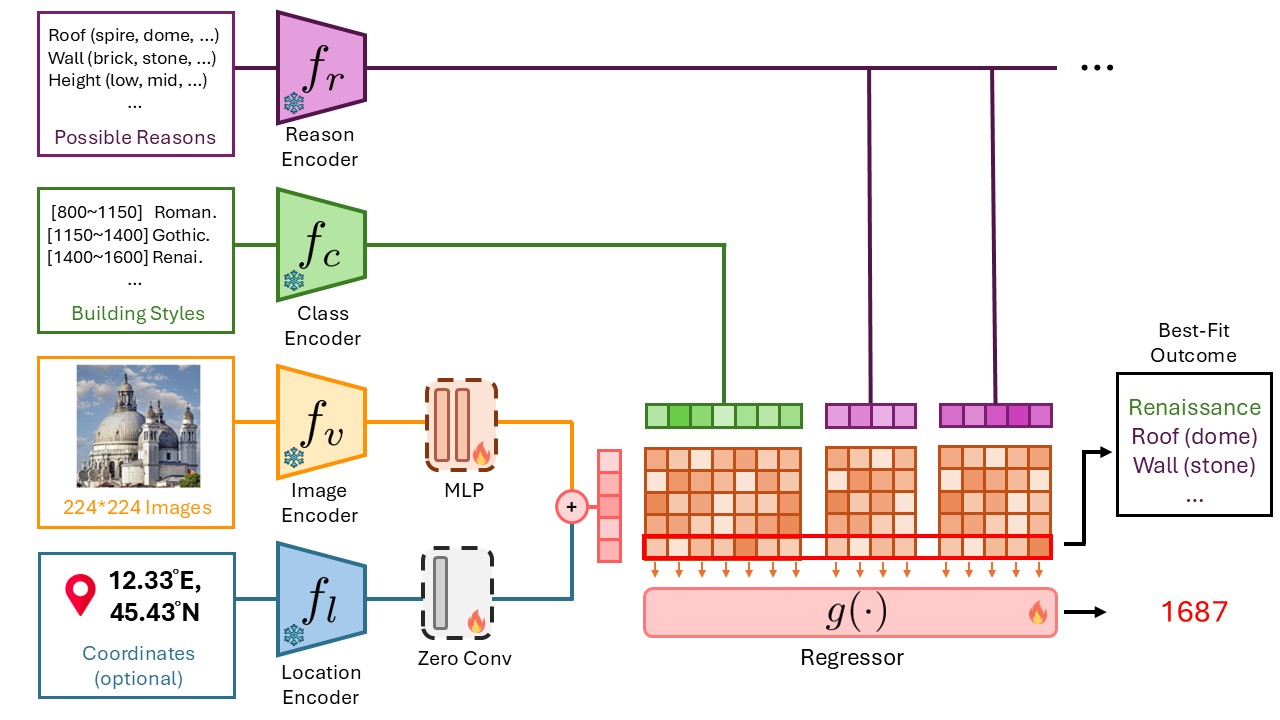 Roof (spire, dome, ...)
Wall (brick, stone, ...)
Height (low, mid, ...)
...
Possible Reasons
f_r
Reason
Encoder
...
[800~1150] Roman.
[1150~1400] Gothic.
[1400~1600] Renai.
...
Building Styles
f_c
Class
Encoder
224*224 Images
f_v
Image
Encoder
MLP
+
12.33°E,
45.43°N
Coordinates
(optional)
f_l
Location
Encoder
Zero Conv
g(·)
Regressor
Best-Fit
Outcome
Renaissance
Roof (dome)
Wall (stone)
...
1687